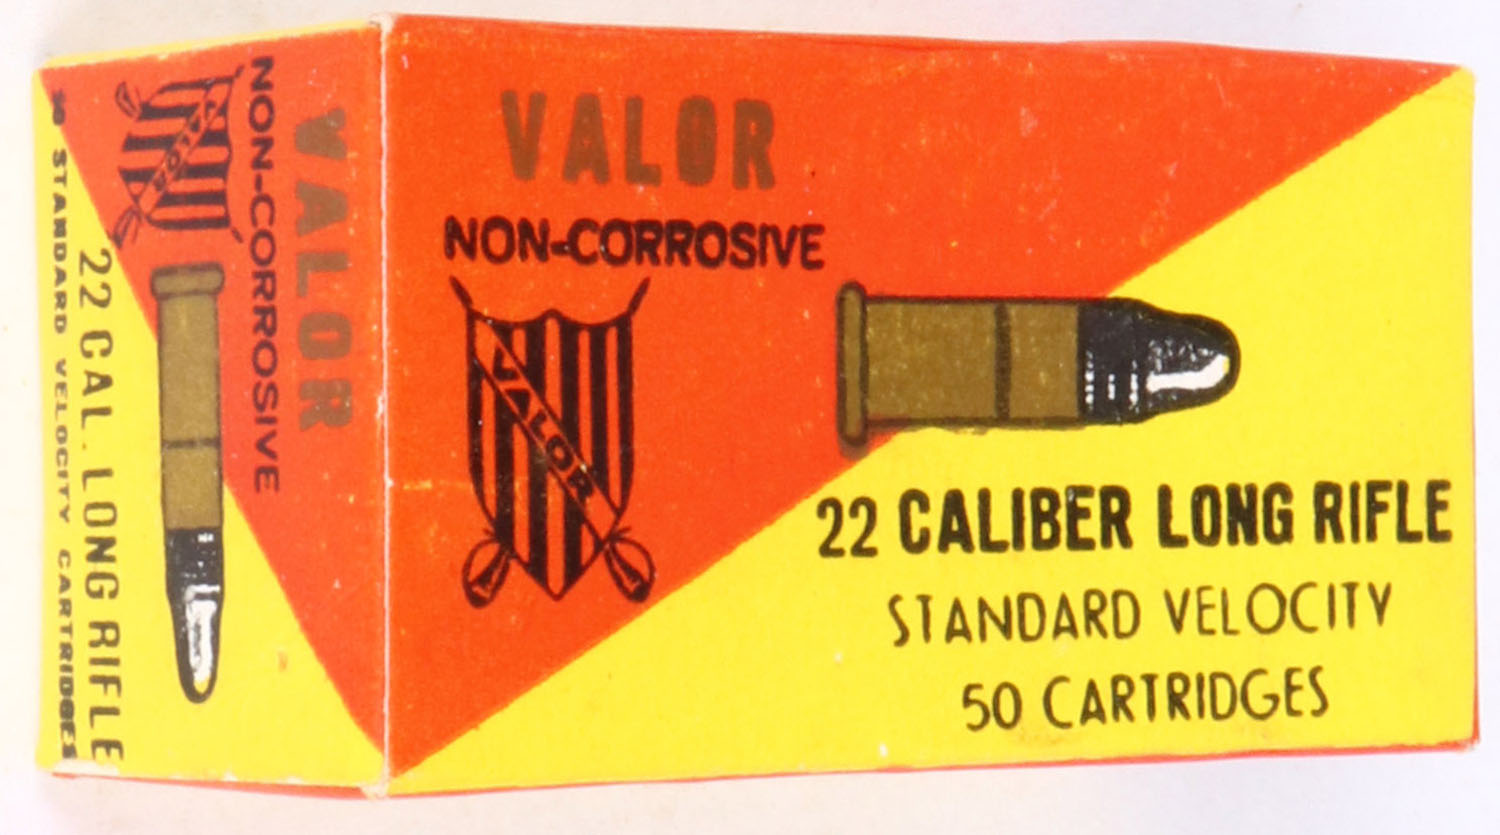 VALOR
NON-CORROSIVE
VALOR
22 CALIBER LONG RIFLE
STANDARD VELOCITY
50 CARTRIDGES
VALOR
NON-CORROSIVE
VALOR
22 CAL. LONG RIFLE
50 STANDARD VELOCITY CARTRIDGES